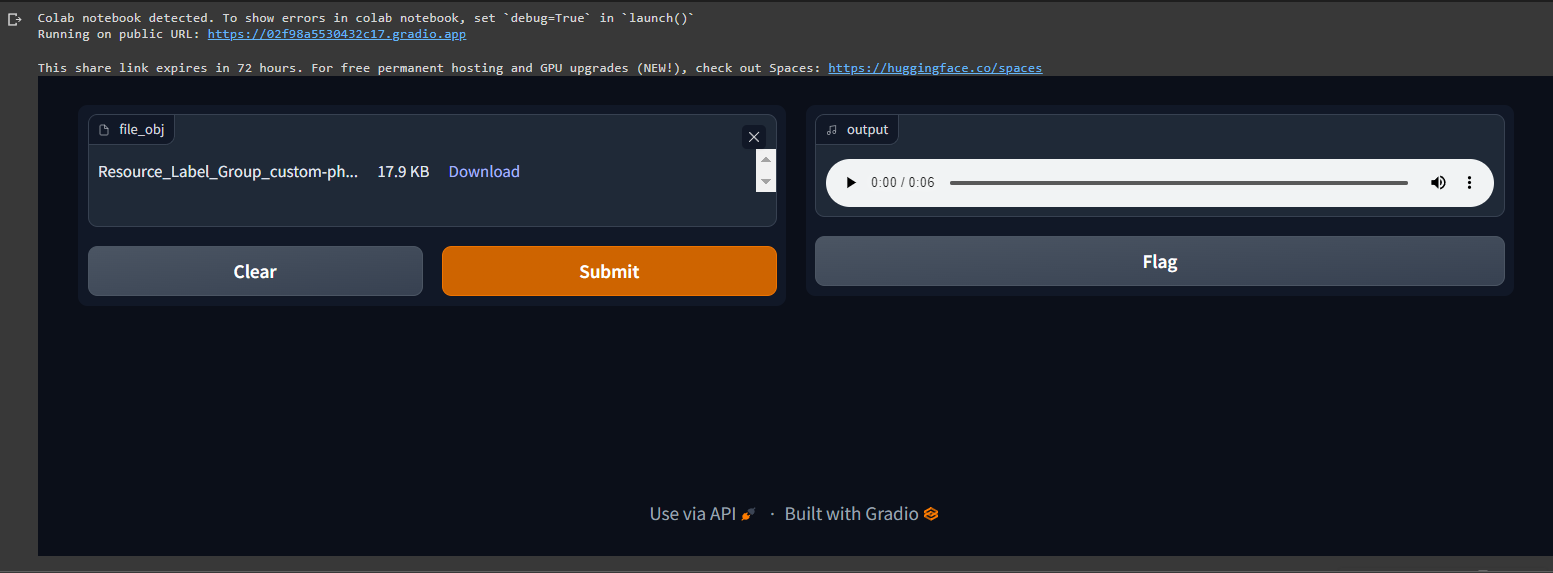 Colab notebook detected. To show errors in colab notebook, set `debug=True` in `launch()`
Running on public URL: https://02f98a5530432c17.gradio.app
This share link expires in 72 hours. For free permanent hosting and GPU upgrades (NEW!), check out Spaces: https://huggingface.co/spaces
file_obj
Resource_Label_Group_custom-ph... 17.9 KB Download
Clear Submit
output
0:00 / 0:06
Flag
Use via API · Built with Gradio